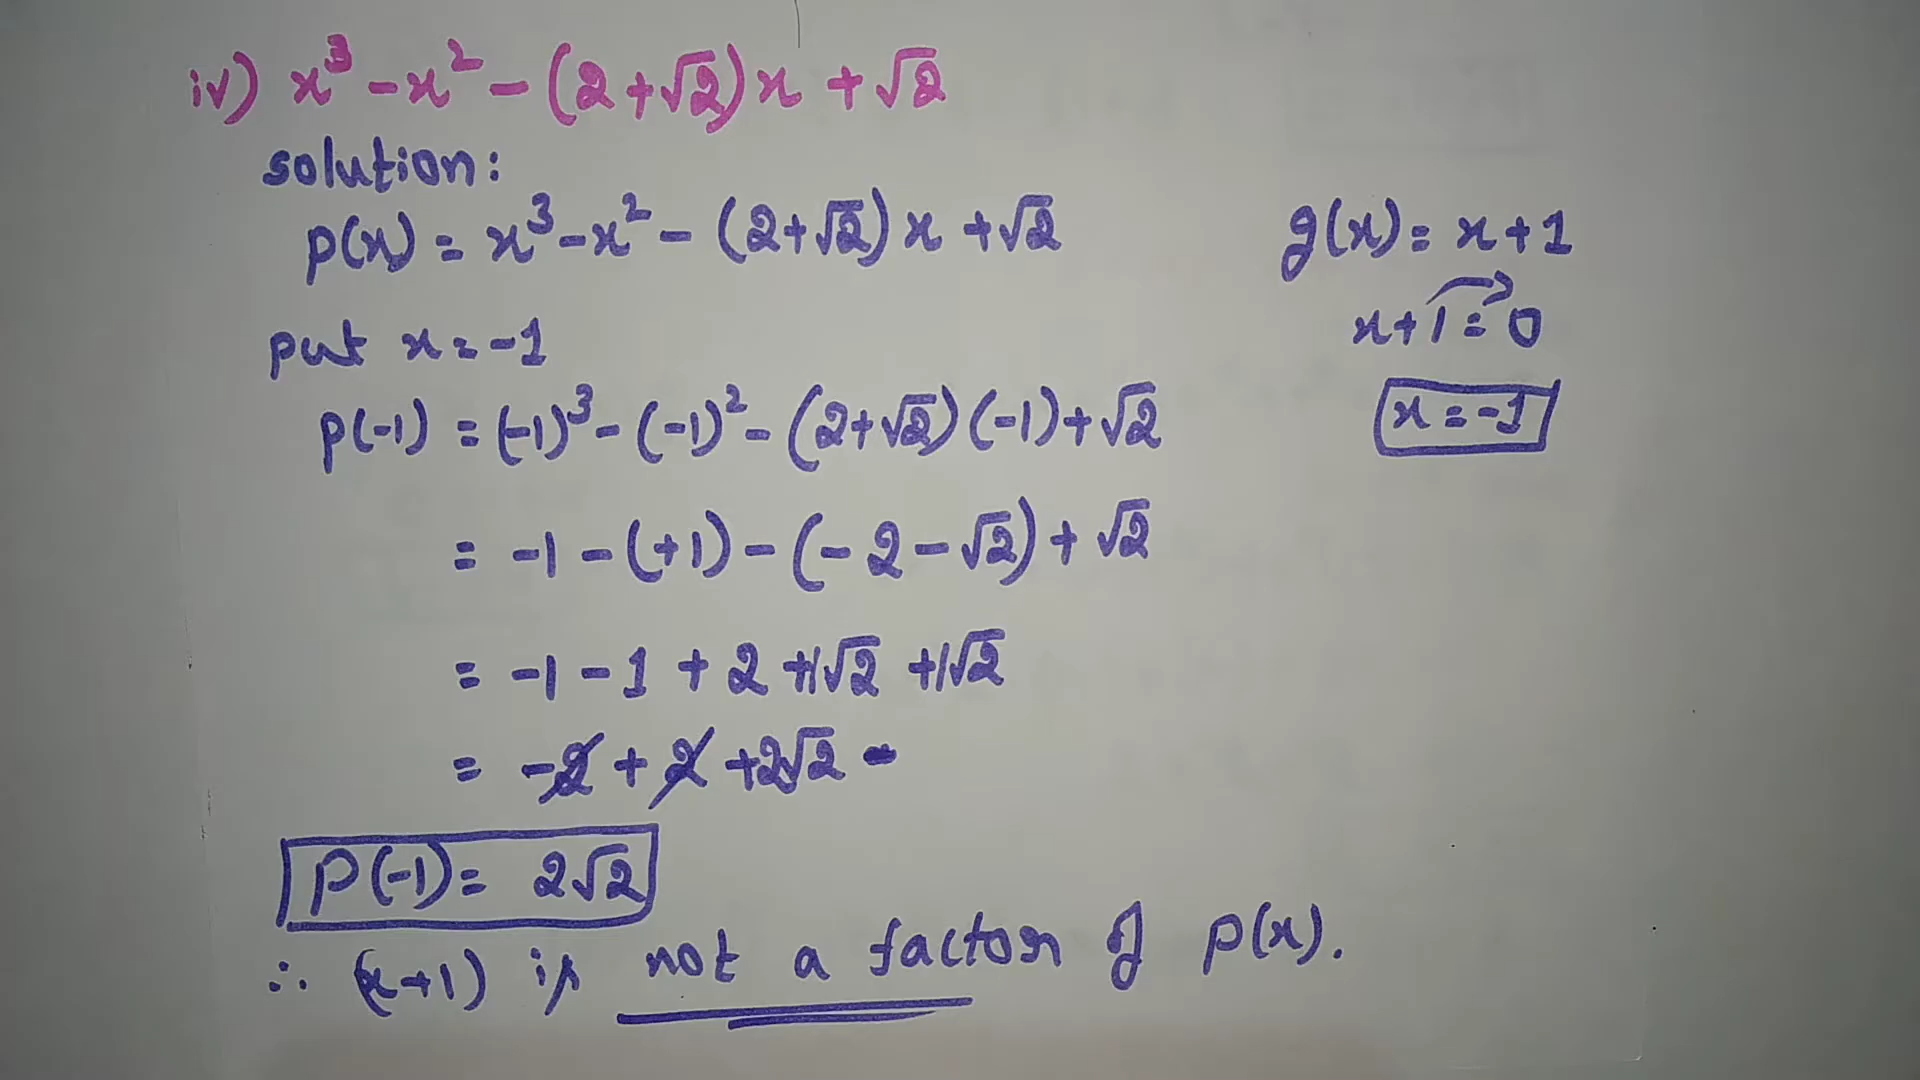 iv) x³ - x² - (2+√2)x + √2
solution:
p(x) = x³ - x² - (2+√2)x + √2
g(x) = x+1
x+1 = 0
x = -1
put x = -1
p(-1) = (-1)³ - (-1)² - (2+√2)(-1) + √2
= -1 - (+1) - (-2 - √2) + √2
= -1 - 1 + 2 +1√2 +1√2
= -2 + 2 + 2√2 -
P(-1) = 2√2
∴ (x+1) is not a factor of p(x).